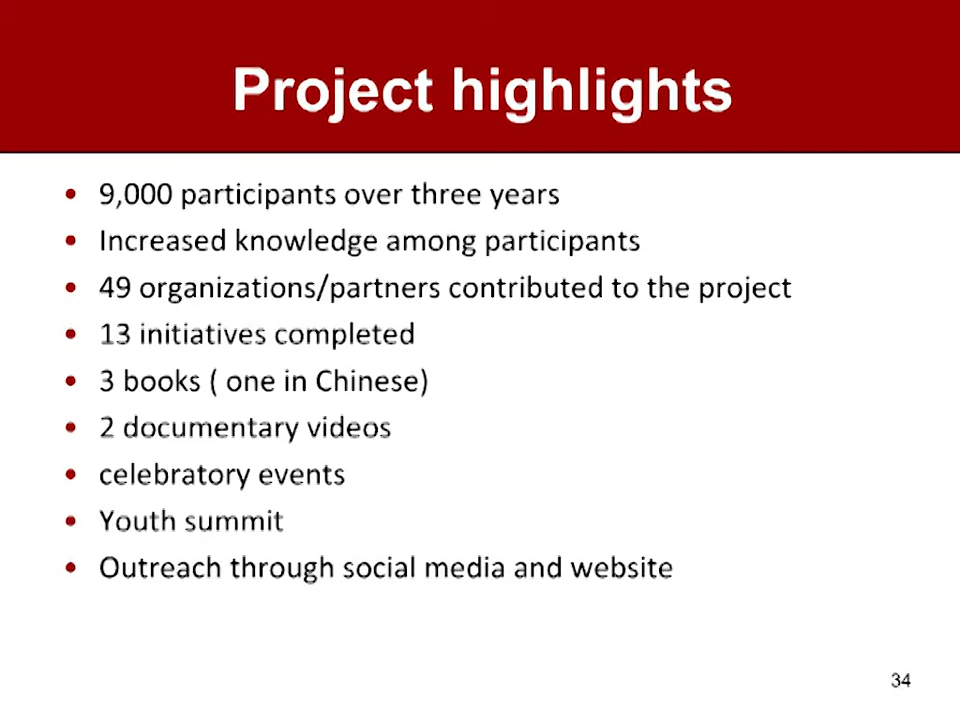 Project highlights
• 9,000 participants over three years
• Increased knowledge among participants
• 49 organizations/partners contributed to the project
• 13 initiatives completed
• 3 books ( one in Chinese)
• 2 documentary videos
• celebratory events
• Youth summit
• Outreach through social media and website
34